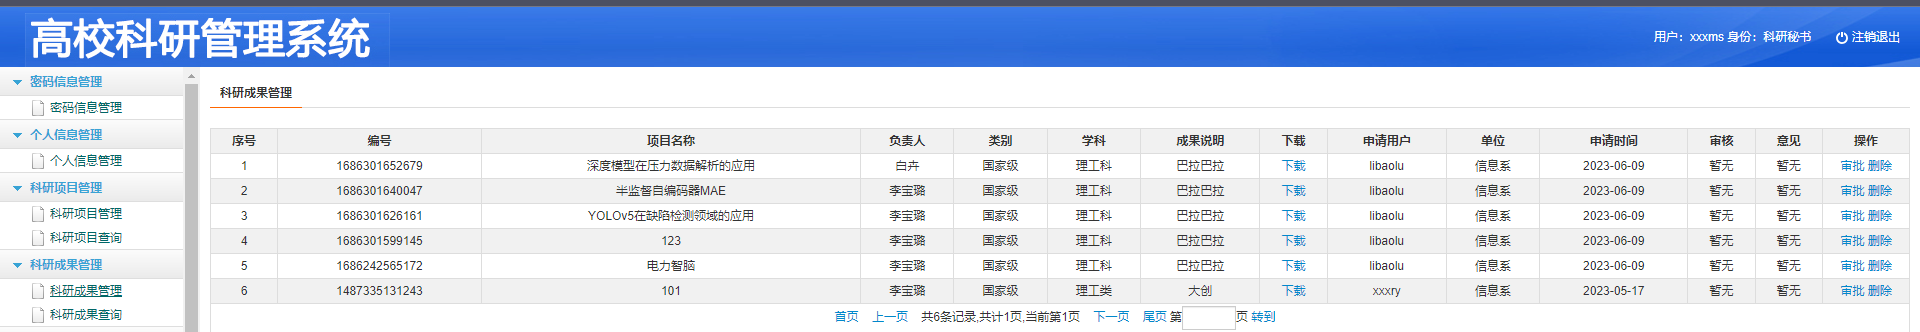 高校科研管理系统
用户：xxxms 身份：科研秘书 注销退出
密码信息管理
密码信息管理
个人信息管理
个人信息管理
科研项目管理
科研项目管理
科研项目查询
科研成果管理
科研成果管理
科研成果查询
科研成果管理
序号 编号 项目名称 负责人 类别 学科 成果说明 下载 申请用户 单位 申请时间 审核 意见 操作
1 1686301652679 深度模型在压力数据解析的应用 白卉 国家级 理工科 巴拉巴拉 下载 libaolu 信息系 2023-06-09 暂无 暂无 审批 删除
2 1686301640047 半监督自编码器MAE 李宝璐 国家级 理工科 巴拉巴拉 下载 libaolu 信息系 2023-06-09 暂无 暂无 审批 删除
3 1686301626161 YOLOv5在缺陷检测领域的应用 李宝璐 国家级 理工科 巴拉巴拉 下载 libaolu 信息系 2023-06-09 暂无 暂无 审批 删除
4 1686301599145 123 李宝璐 国家级 理工科 巴拉巴拉 下载 libaolu 信息系 2023-06-09 暂无 暂无 审批 删除
5 1686242565172 电力智脑 李宝璐 国家级 理工科 巴拉巴拉 下载 libaolu 信息系 2023-06-09 暂无 暂无 审批 删除
6 1487335131243 101 李宝璐 国家级 理工类 大创 下载 xxxry 信息系 2023-05-17 暂无 暂无 审批 删除
首页 上一页 共6条记录,共计1页,当前第1页 下一页 尾页 第 页 转到